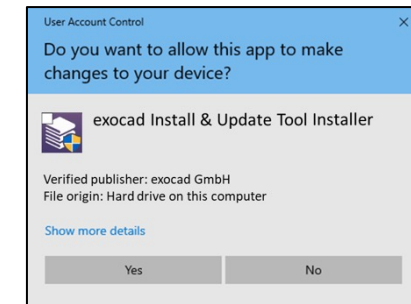 User Account Control
Do you want to allow this app to make
changes to your device?
exocad Install & Update Tool Installer
Verified publisher: exocad GmbH
File origin: Hard drive on this computer
Show more details
Yes
No